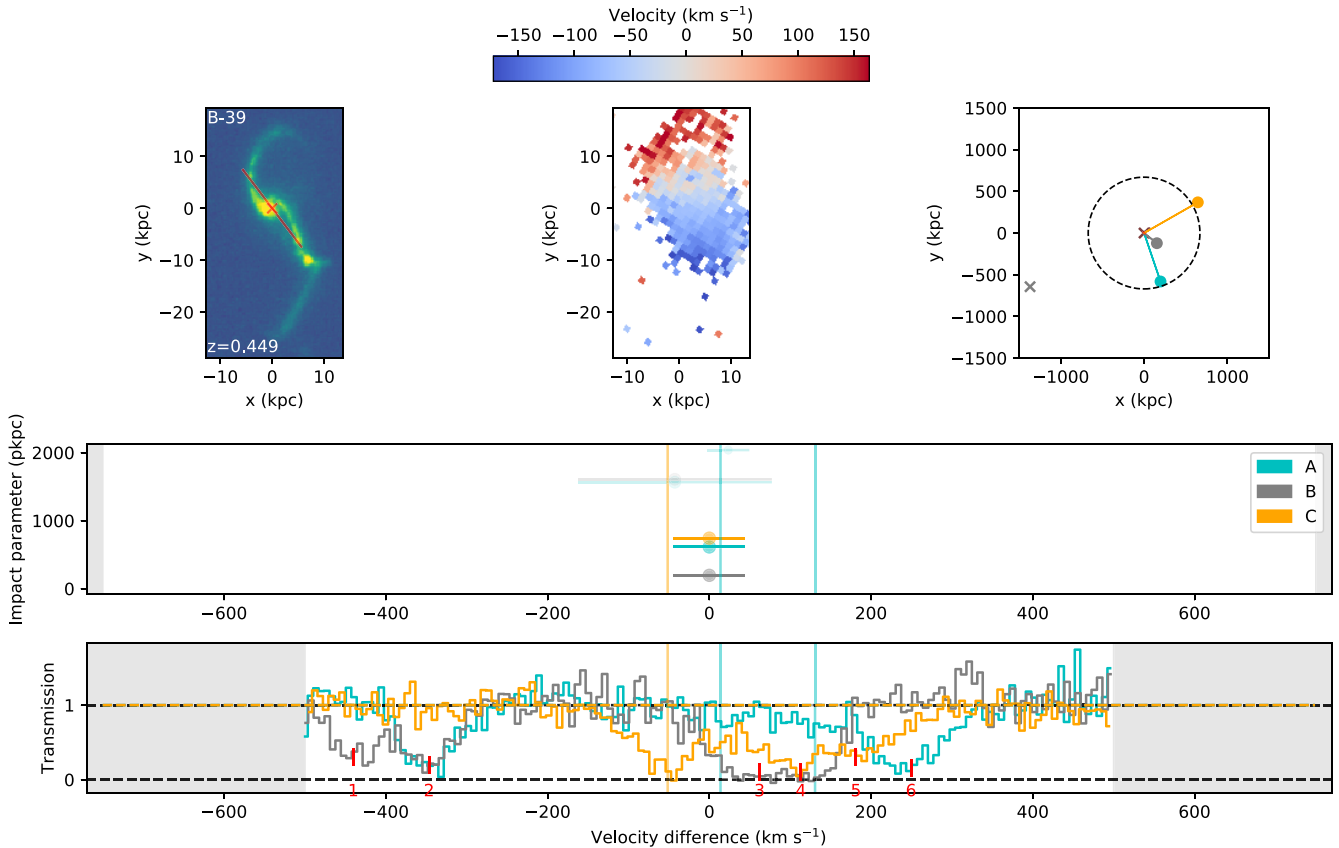 Velocity (km s⁻¹)
−150 −100 −50 0 50 100 150
B-39
z=0.449
y (kpc)
10
0
−10
−20
−10 0 10
x (kpc)
y (kpc)
10
0
−10
−20
−10 0 10
x (kpc)
y (kpc)
1500
1000
500
0
−500
−1000
−1500
−1000 0 1000
x (kpc)
Impact parameter (pkpc)
2000
1000
0
A
B
C
−600 −400 −200 0 200 400 600
Transmission
1
0
1 2 3 4 5 6
−600 −400 −200 0 200 400 600
Velocity difference (km s⁻¹)